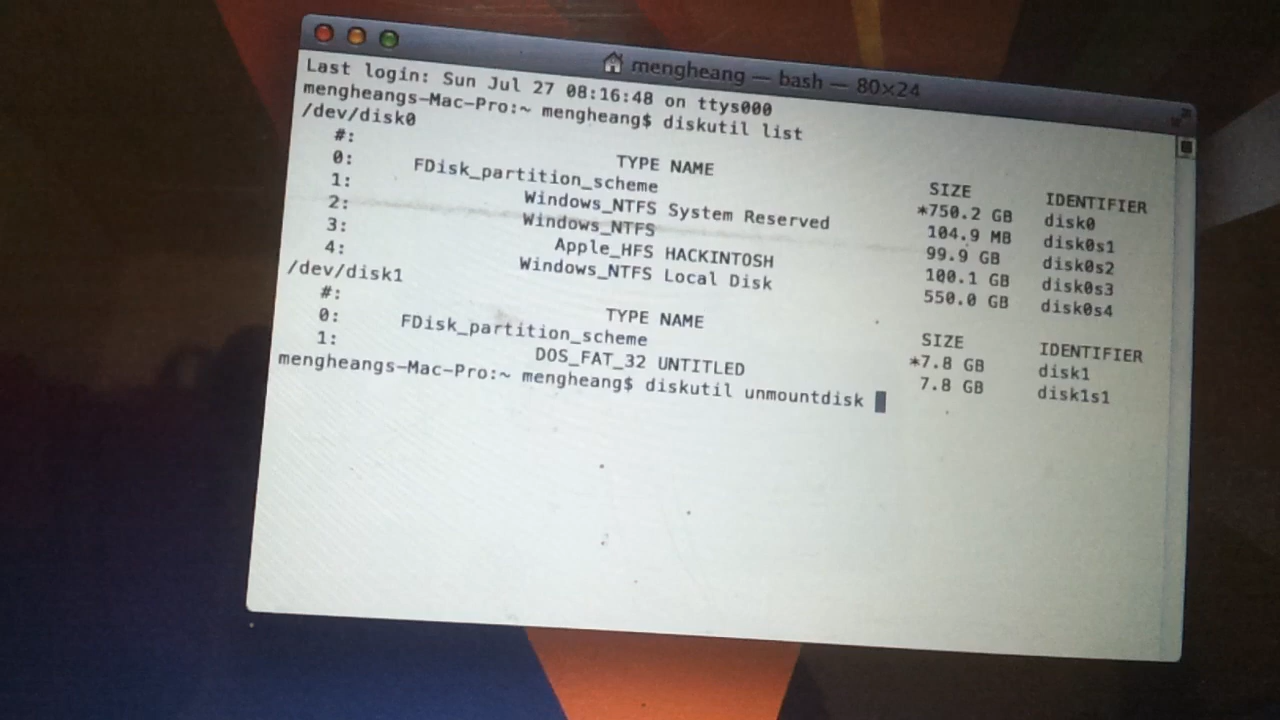 mengheang — bash — 80×24
Last login: Sun Jul 27 08:16:48 on ttys000
mengheangs-Mac-Pro:~ mengheang$ diskutil list
/dev/disk0
#: TYPE NAME SIZE IDENTIFIER
0: FDisk_partition_scheme *750.2 GB disk0
1: Windows_NTFS System Reserved 104.9 MB disk0s1
2: Windows_NTFS 99.9 GB disk0s2
3: Apple_HFS HACKINTOSH 100.1 GB disk0s3
4: Windows_NTFS Local Disk 550.0 GB disk0s4
/dev/disk1
#: TYPE NAME SIZE IDENTIFIER
0: FDisk_partition_scheme *7.8 GB disk1
1: DOS_FAT_32 UNTITLED 7.8 GB disk1s1
mengheangs-Mac-Pro:~ mengheang$ diskutil unmountdisk